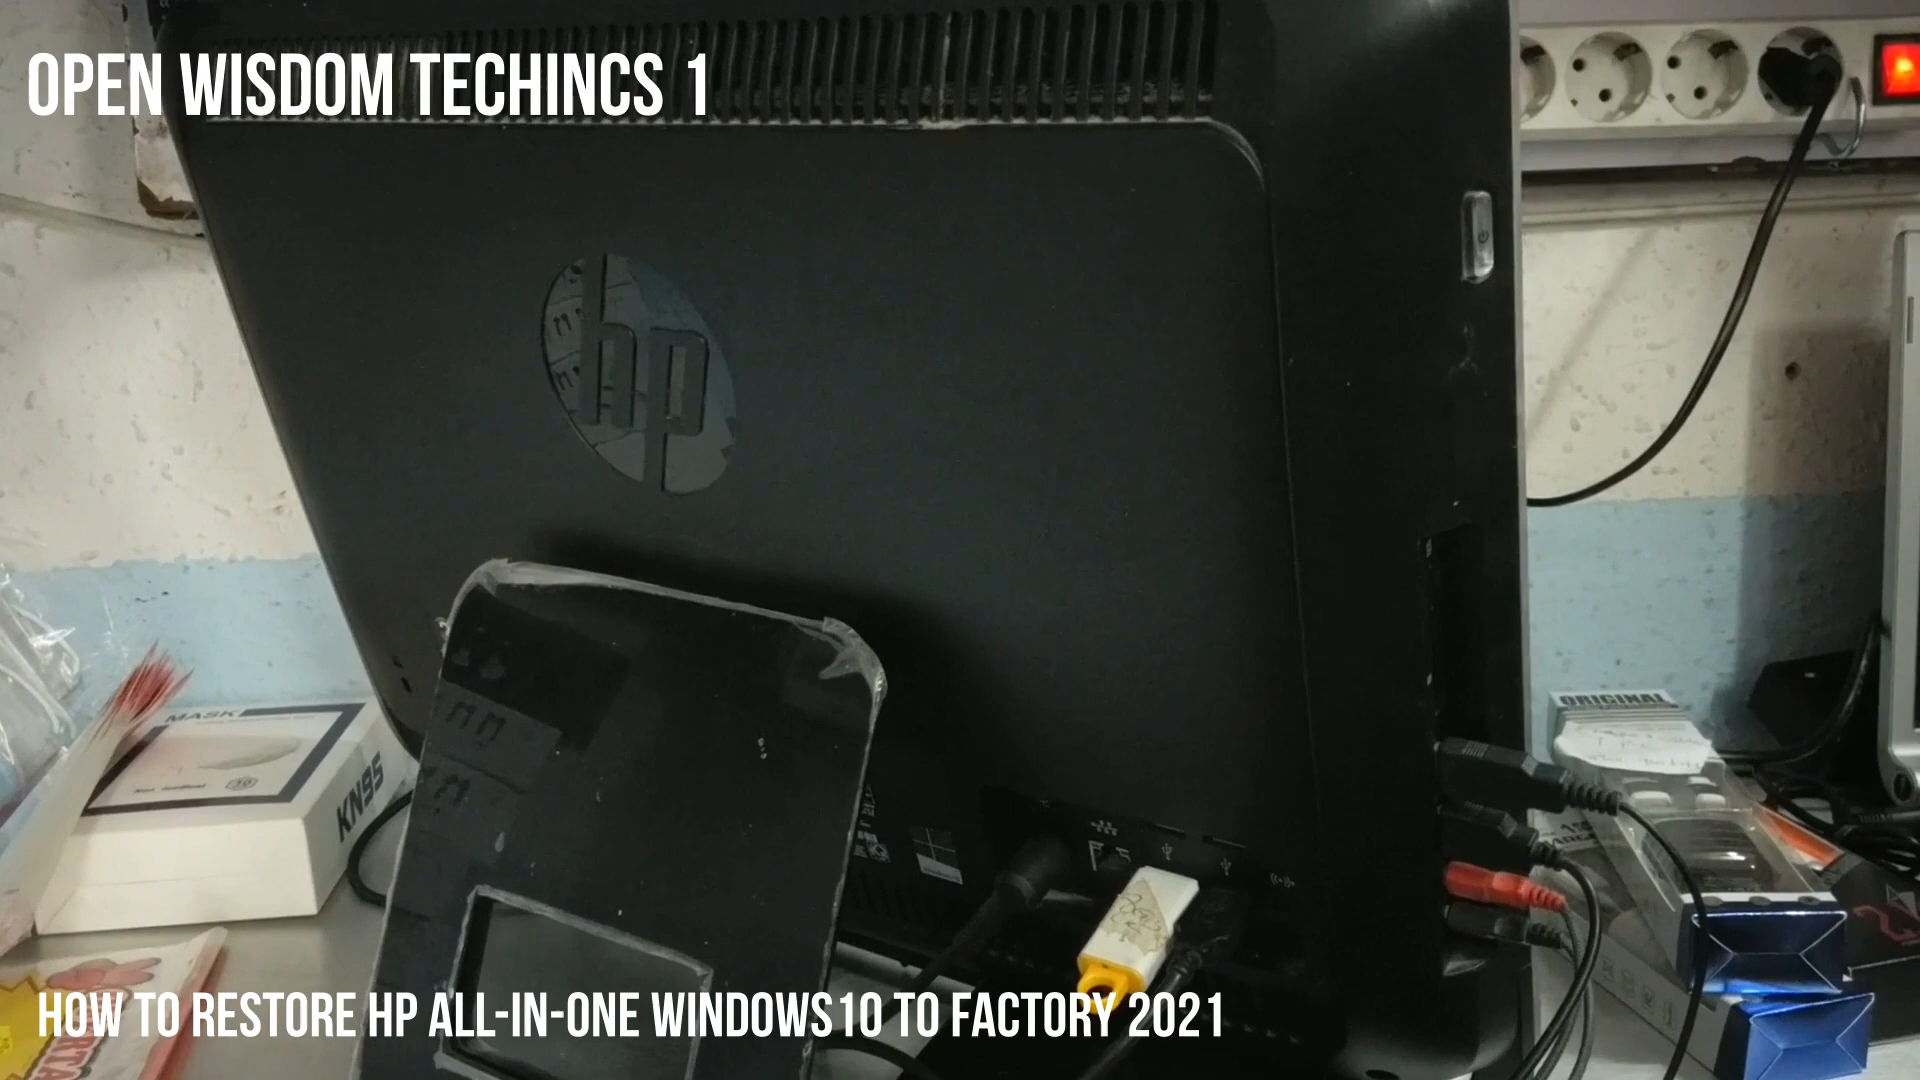 OPEN WISDOM TECHINCS 1
hp
MASK
KN95
ORIGINAL
HOW TO RESTORE HP ALL-IN-ONE WINDOWS10 TO FACTORY 2021